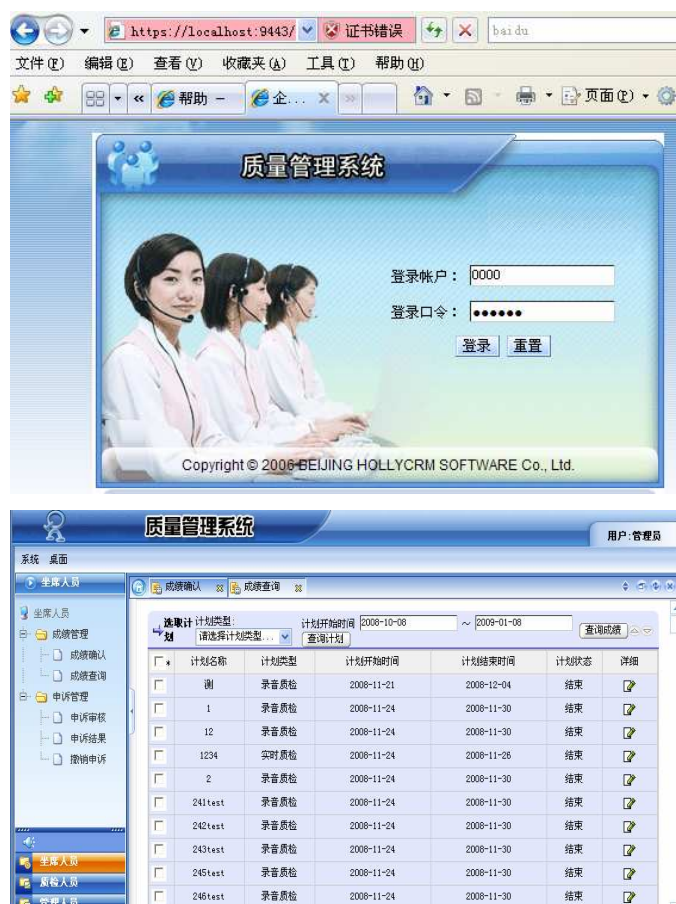 https://localhost:9443/ 证书错误 baidu
文件(F) 编辑(E) 查看(V) 收藏夹(A) 工具(T) 帮助(H)
帮助 - 企... 页面(P)
质量管理系统
登录帐户： 0000
登录口令： ●●●●●●
登录 重置
Copyright © 2006 BEIJING HOLLYCRM SOFTWARE Co., Ltd.
质量管理系统 用户:管理员
系统 桌面
坐席人员 成绩确认 成绩查询
坐席人员
成绩管理
成绩确认
成绩查询
申诉管理
申诉审核
申诉结果
撤销申诉
坐席人员
质检人员
管理人员
选取计划 计划类型: 请选择计划类型... 计划开始时间 2008-10-08 ~ 2009-01-08 查询计划 查询成绩
计划名称 计划类型 计划开始时间 计划结束时间 计划状态 详细
录音质检 2008-11-21 2008-12-04 结束
1 录音质检 2008-11-24 2008-11-30 结束
12 录音质检 2008-11-24 2008-11-30 结束
1234 实时质检 2008-11-24 2008-11-26 结束
2 录音质检 2008-11-24 2008-11-30 结束
241test 录音质检 2008-11-24 2008-11-30 结束
242test 录音质检 2008-11-24 2008-11-30 结束
243test 录音质检 2008-11-24 2008-11-30 结束
245test 录音质检 2008-11-24 2008-11-30 结束
246test 录音质检 2008-11-24 2008-11-30 结束